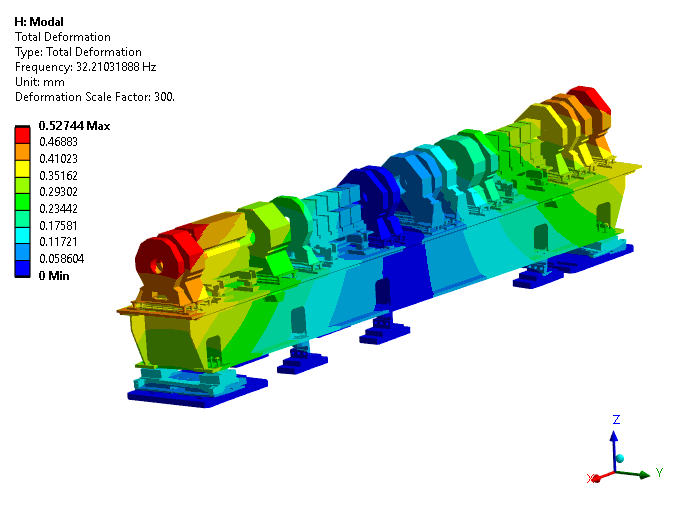 H: Modal
Total Deformation
Type: Total Deformation
Frequency: 32.21031888 Hz
Unit: mm
Deformation Scale Factor: 300.
0.52744 Max
0.46883
0.41023
0.35162
0.29302
0.23442
0.17581
0.11721
0.058604
0 Min
Z
X
Y